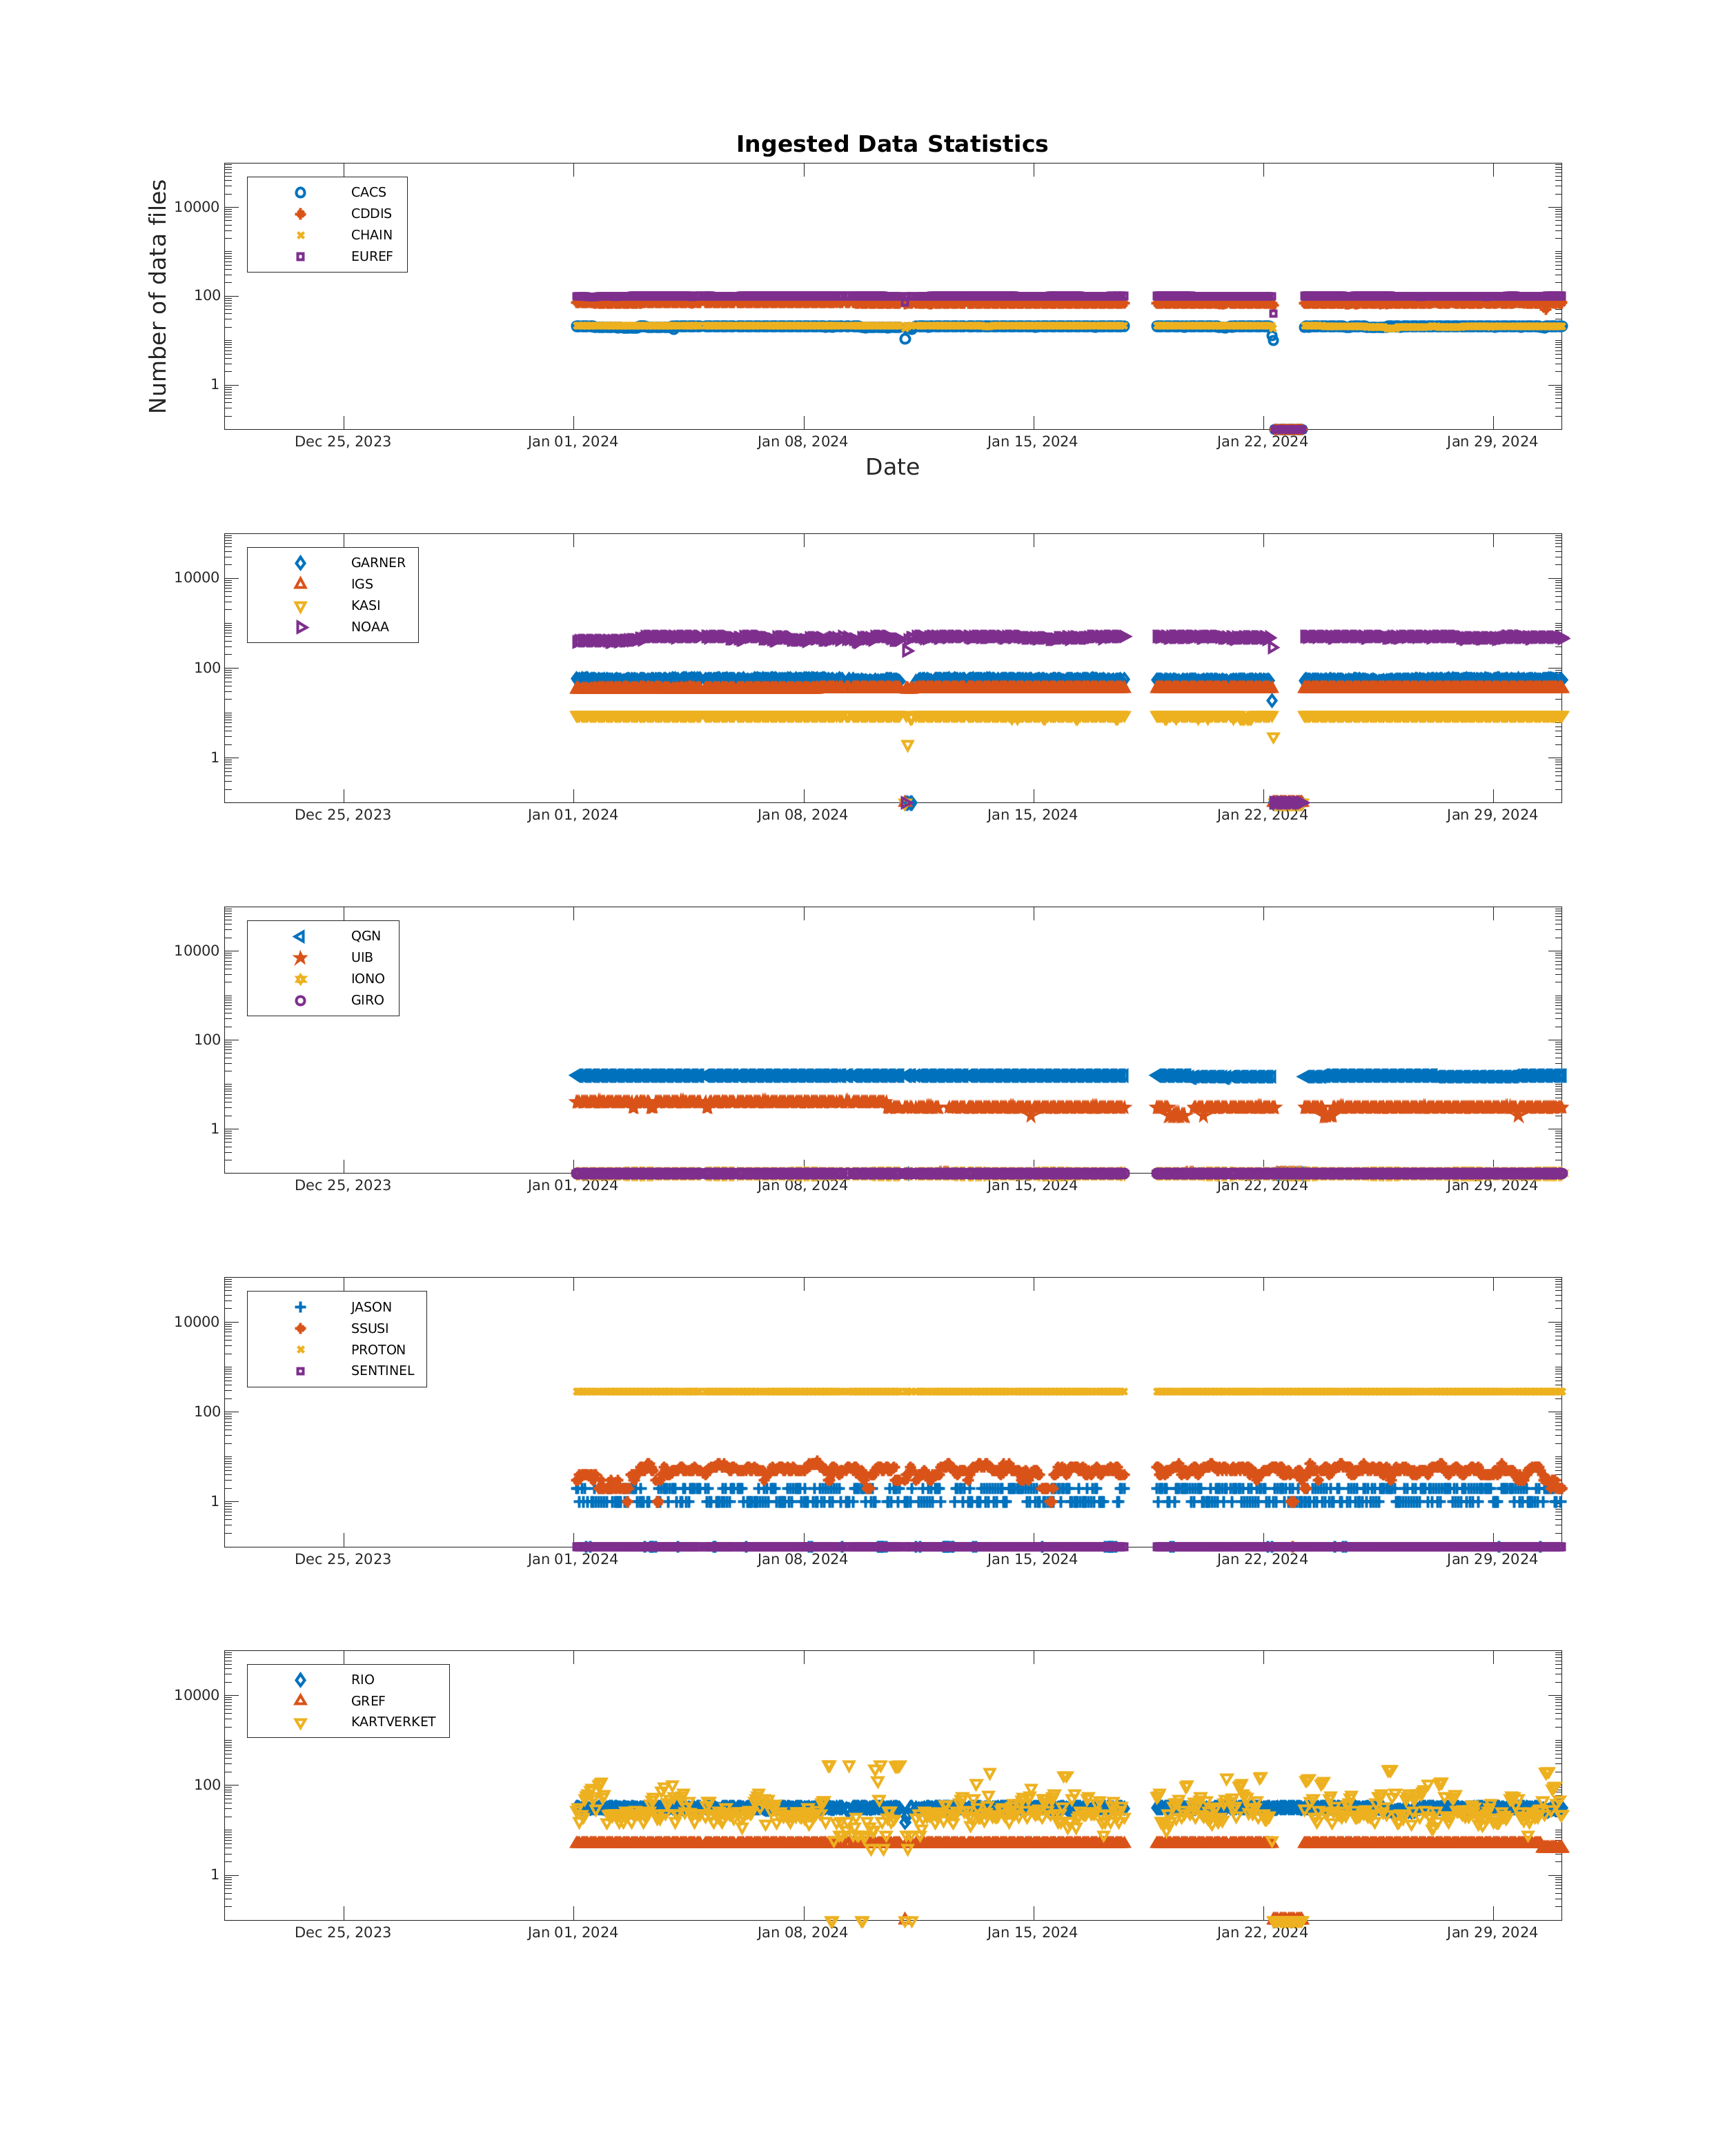 Ingested Data Statistics
Number of data files
10000
100
1
CACS
CDDIS
CHAIN
EUREF
Dec 25, 2023 Jan 01, 2024 Jan 08, 2024 Jan 15, 2024 Jan 22, 2024 Jan 29, 2024
Date
10000
100
1
GARNER
IGS
KASI
NOAA
Dec 25, 2023 Jan 01, 2024 Jan 08, 2024 Jan 15, 2024 Jan 22, 2024 Jan 29, 2024
10000
100
1
QGN
UIB
IONO
GIRO
Dec 25, 2023 Jan 01, 2024 Jan 08, 2024 Jan 15, 2024 Jan 22, 2024 Jan 29, 2024
10000
100
1
JASON
SSUSI
PROTON
SENTINEL
Dec 25, 2023 Jan 01, 2024 Jan 08, 2024 Jan 15, 2024 Jan 22, 2024 Jan 29, 2024
10000
100
1
RIO
GREF
KARTVERKET
Dec 25, 2023 Jan 01, 2024 Jan 08, 2024 Jan 15, 2024 Jan 22, 2024 Jan 29, 2024